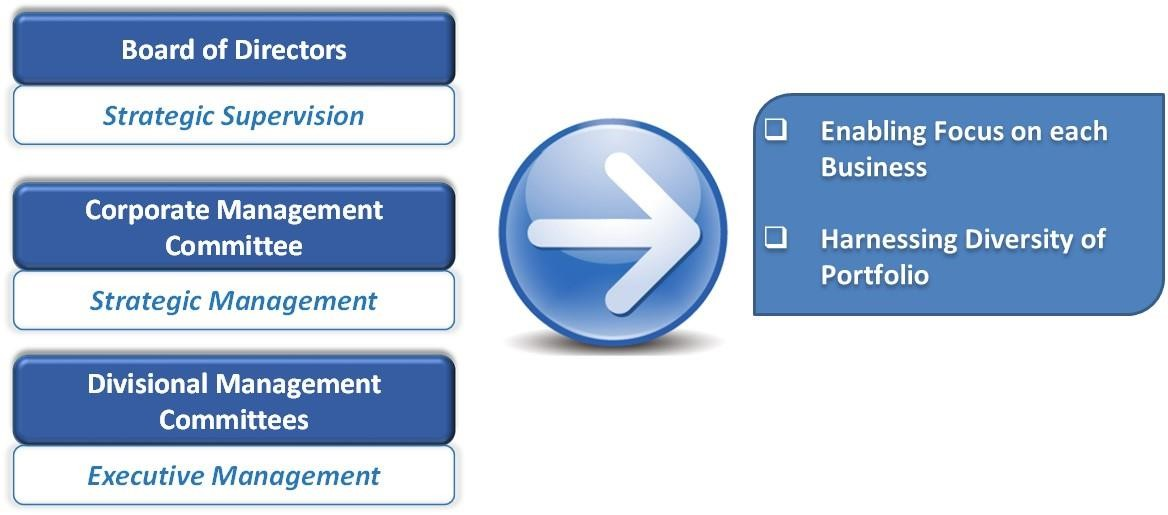 Board of Directors
Strategic Supervision
Corporate Management
Committee
Strategic Management
Divisional Management
Committees
Executive Management
Enabling Focus on each
Business
Harnessing Diversity of
Portfolio